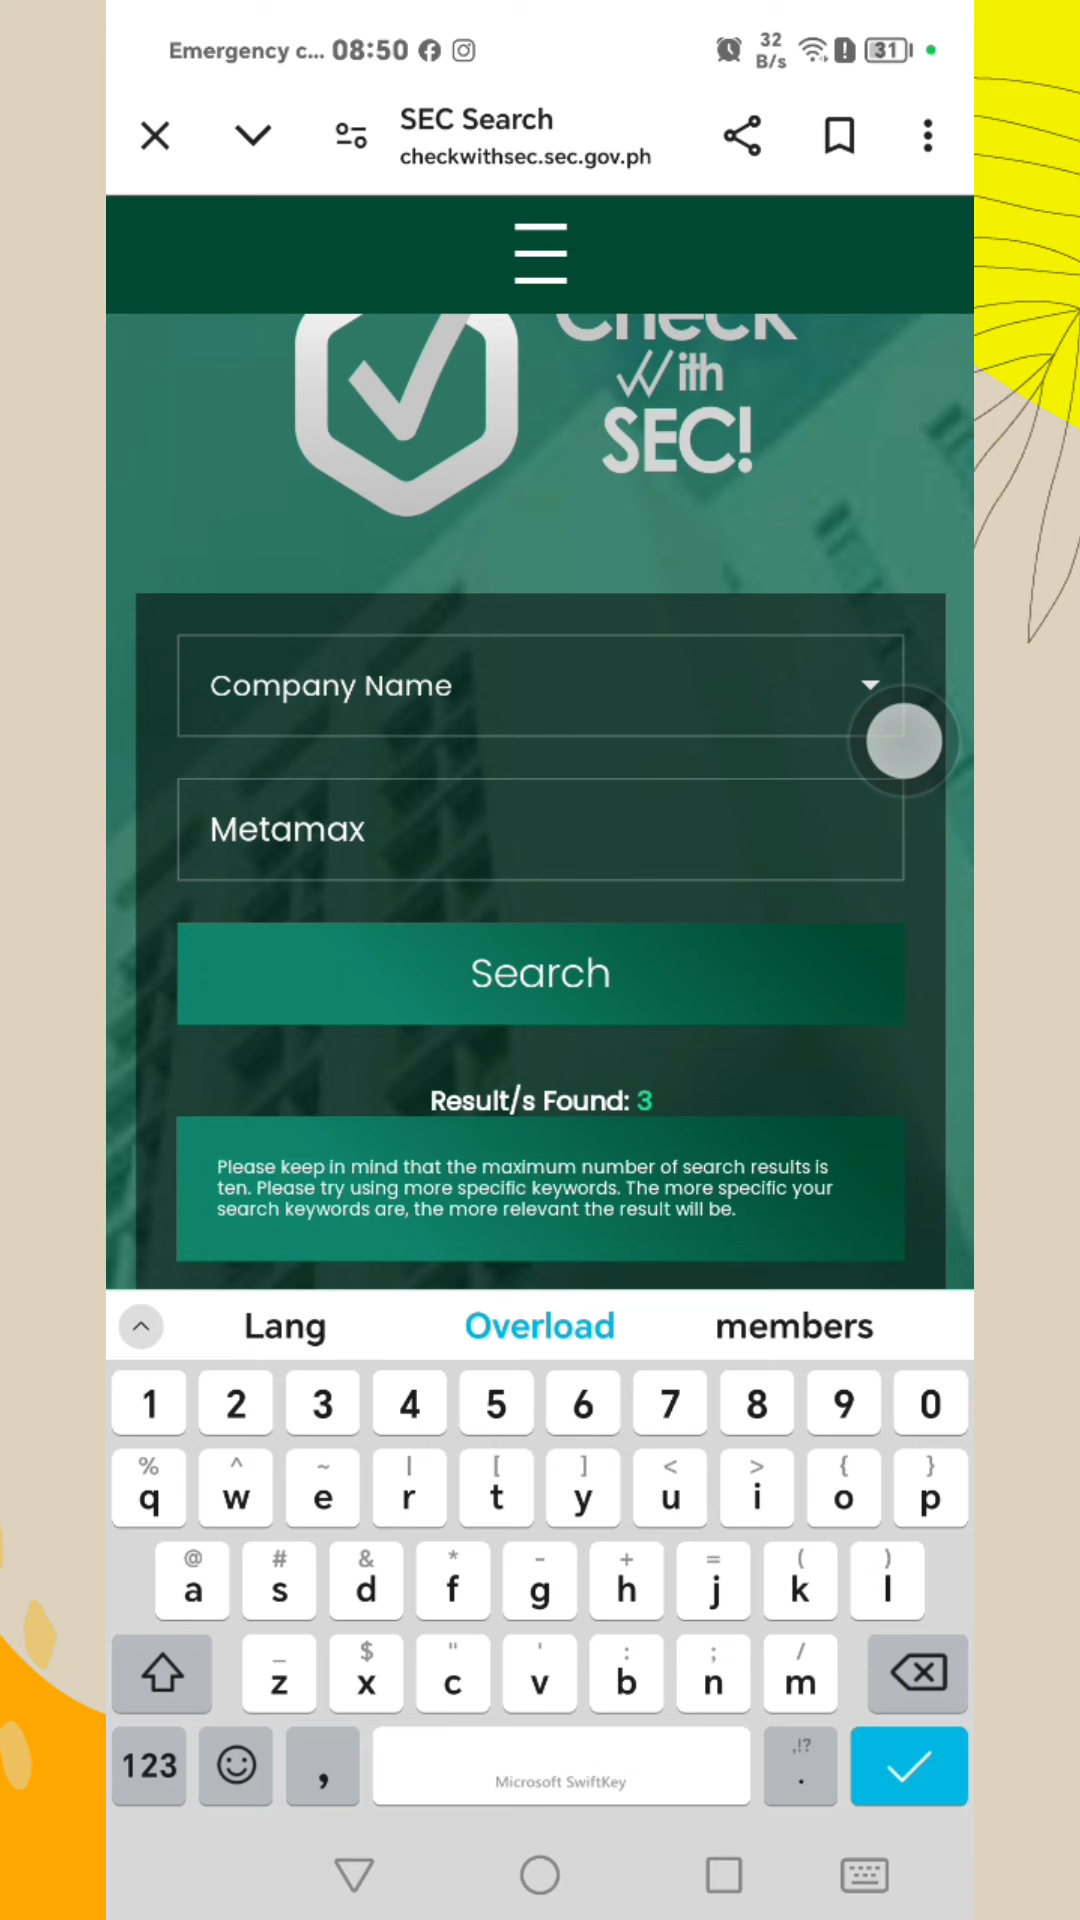 Emergency c... 08:50
32
B/s
31
SEC Search
checkwithsec.sec.gov.ph
Check
With
SEC!
Company Name
Metamax
Search
Result/s Found: 3
Please keep in mind that the maximum number of search results is
ten. Please try using more specific keywords. The more specific your
search keywords are, the more relevant the result will be.
Lang Overload members
1 2 3 4 5 6 7 8 9 0
% ^ ~ | [ ] < > { }
q w e r t y u i o p
@ # & * - + = ( )
a s d f g h j k l
_ $ " ' : ; /
z x c v b n m
123 , Microsoft SwiftKey ,!? .